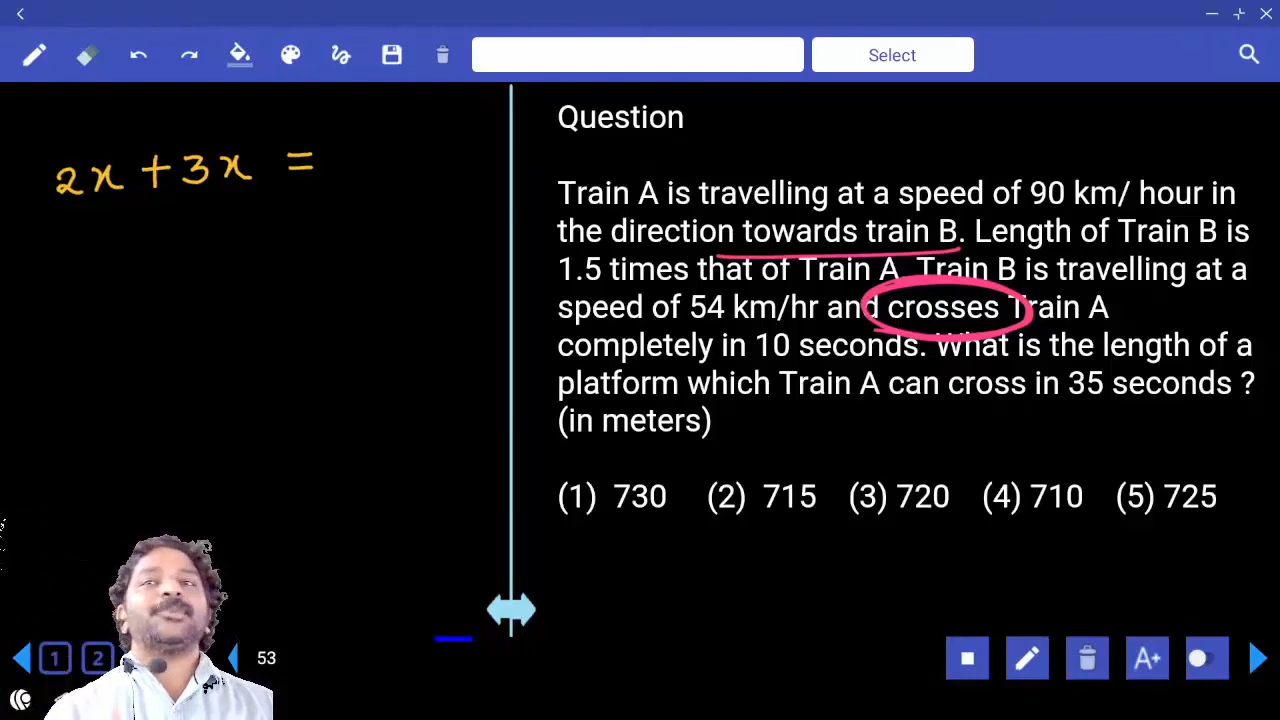 Select
2x + 3x =
Question
Train A is travelling at a speed of 90 km/ hour in
the direction towards train B. Length of Train B is
1.5 times that of Train A. Train B is travelling at a
speed of 54 km/hr and crosses Train A
completely in 10 seconds. What is the length of a
platform which Train A can cross in 35 seconds ?
(in meters)
(1) 730 (2) 715 (3) 720 (4) 710 (5) 725
1 2 53
A+